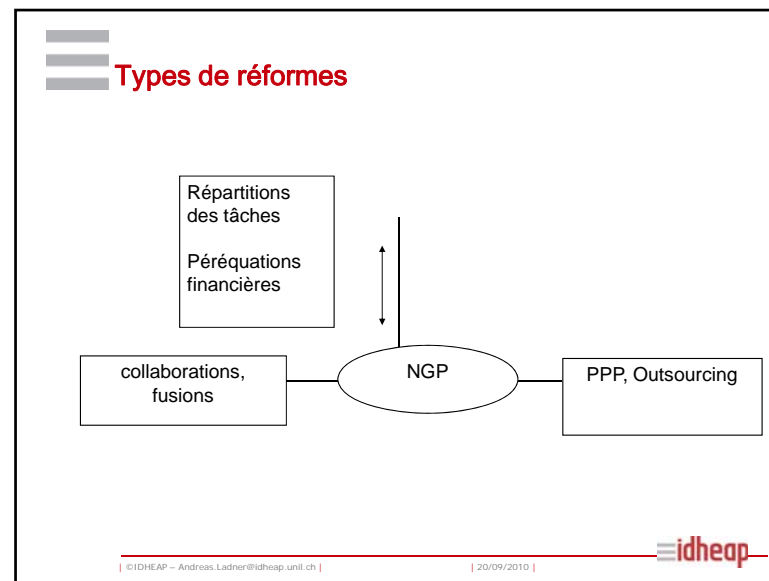 Types de réformes
Répartitions
des tâches
Péréquations
financières
collaborations,
fusions
NGP
PPP, Outsourcing
| ©IDHEAP – Andreas.Ladner@idheap.unil.ch |
| 20/09/2010 |
idheap